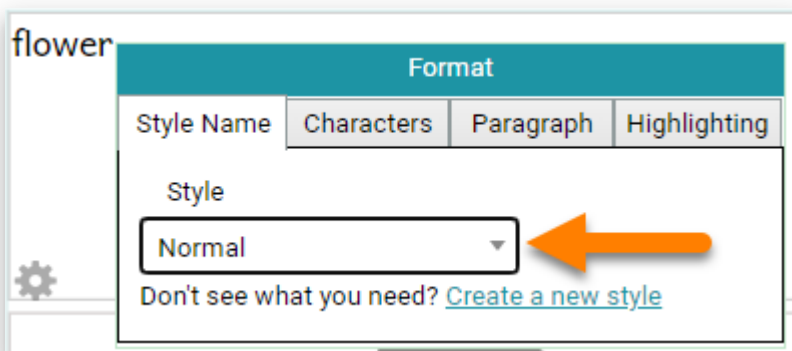 flower
Format
Style Name Characters Paragraph Highlighting
Style
Normal
Don't see what you need? Create a new style